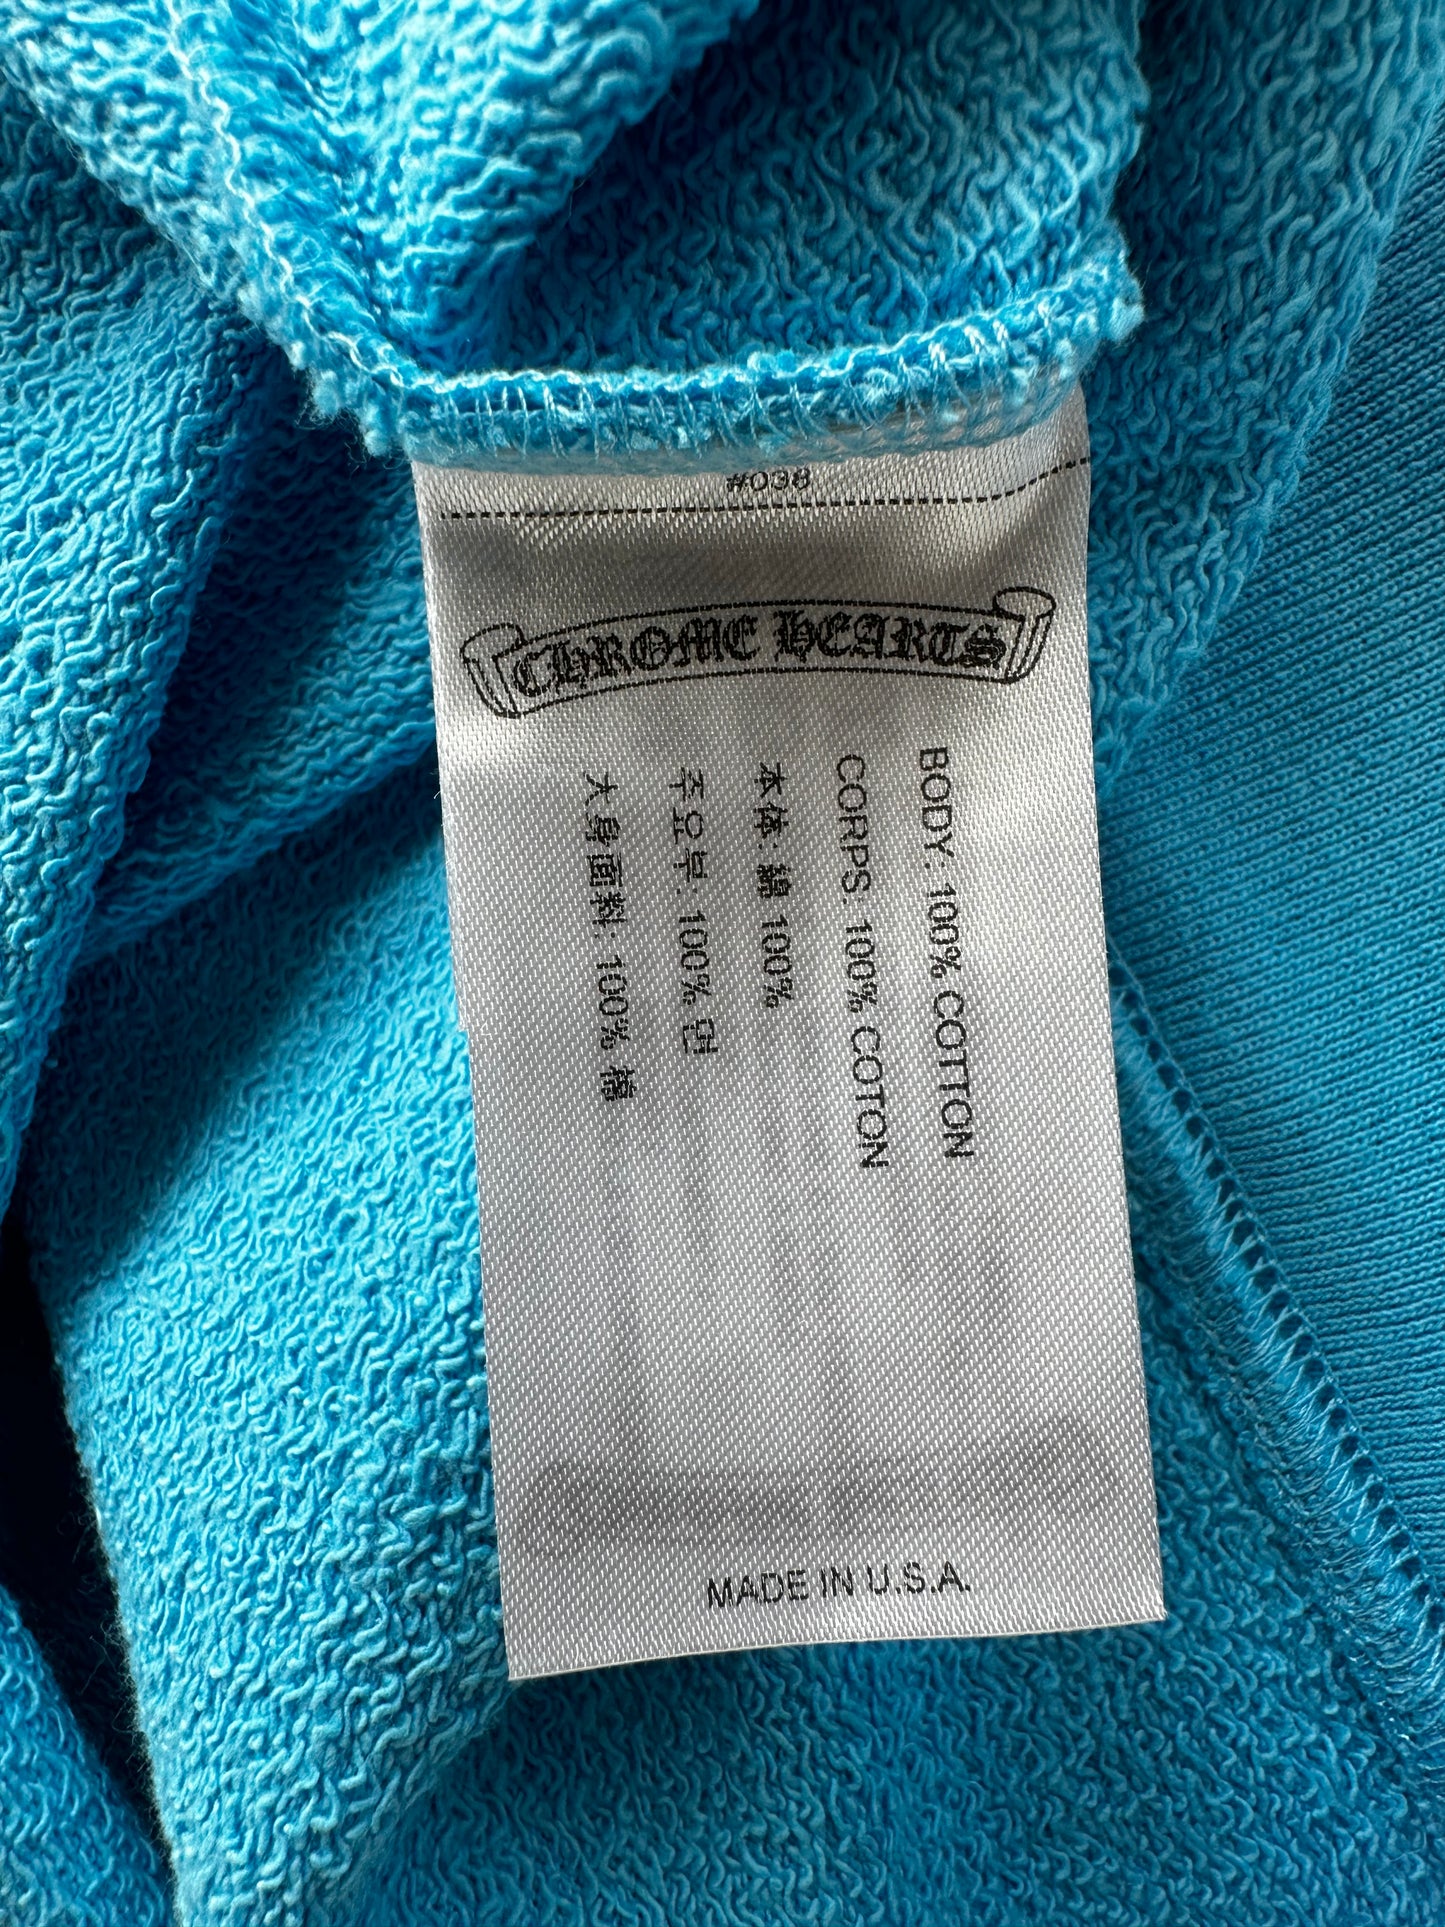 #038
CHROME HEARTS
BODY: 100% COTTON
CORPS: 100% COTON
本体: 綿 100%
주요부: 100% 면
大身面料: 100% 棉
MADE IN U.S.A.